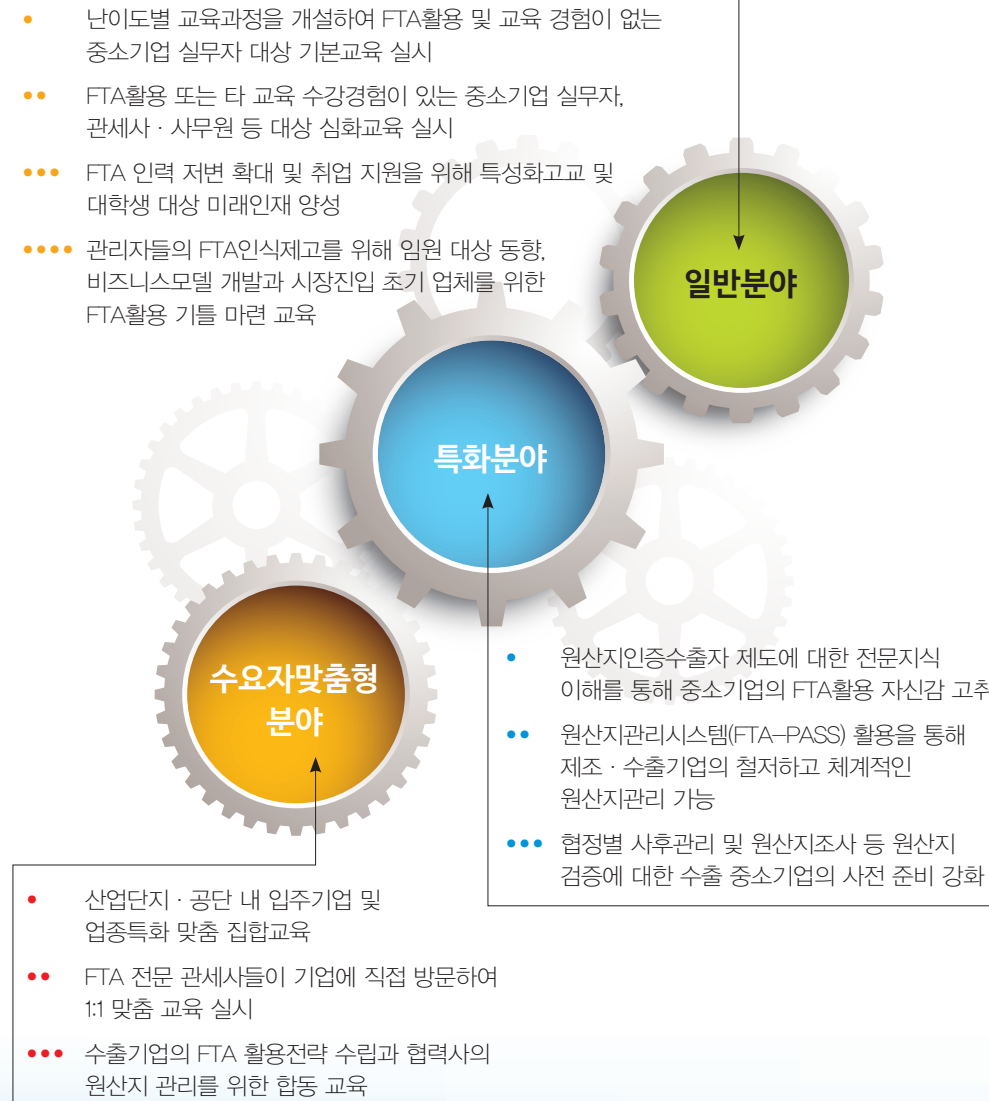 난이도별 교육과정을 개설하여 FTA활용 및 교육 경험이 없는
중소기업 실무자 대상 기본교육 실시
FTA활용 또는 타 교육 수강경험이 있는 중소기업 실무자,
관세사 · 사무원 등 대상 심화교육 실시
FTA 인력 저변 확대 및 취업 지원을 위해 특성화고교 및
대학생 대상 미래인재 양성
관리자들의 FTA인식제고를 위해 임원 대상 동향,
비즈니스모델 개발과 시장진입 초기 업체를 위한
FTA활용 기틀 마련 교육
일반분야
특화분야
수요자맞춤형
분야
원산지인증수출자 제도에 대한 전문지식
이해를 통해 중소기업의 FTA활용 자신감 고취
원산지관리시스템(FTA-PASS) 활용을 통해
제조 · 수출기업의 철저하고 체계적인
원산지관리 가능
협정별 사후관리 및 원산지조사 등 원산지
검증에 대한 수출 중소기업의 사전 준비 강화
산업단지 · 공단 내 입주기업 및
업종특화 맞춤 집합교육
FTA 전문 관세사들이 기업에 직접 방문하여
1:1 맞춤 교육 실시
수출기업의 FTA 활용전략 수립과 협력사의
원산지 관리를 위한 합동 교육